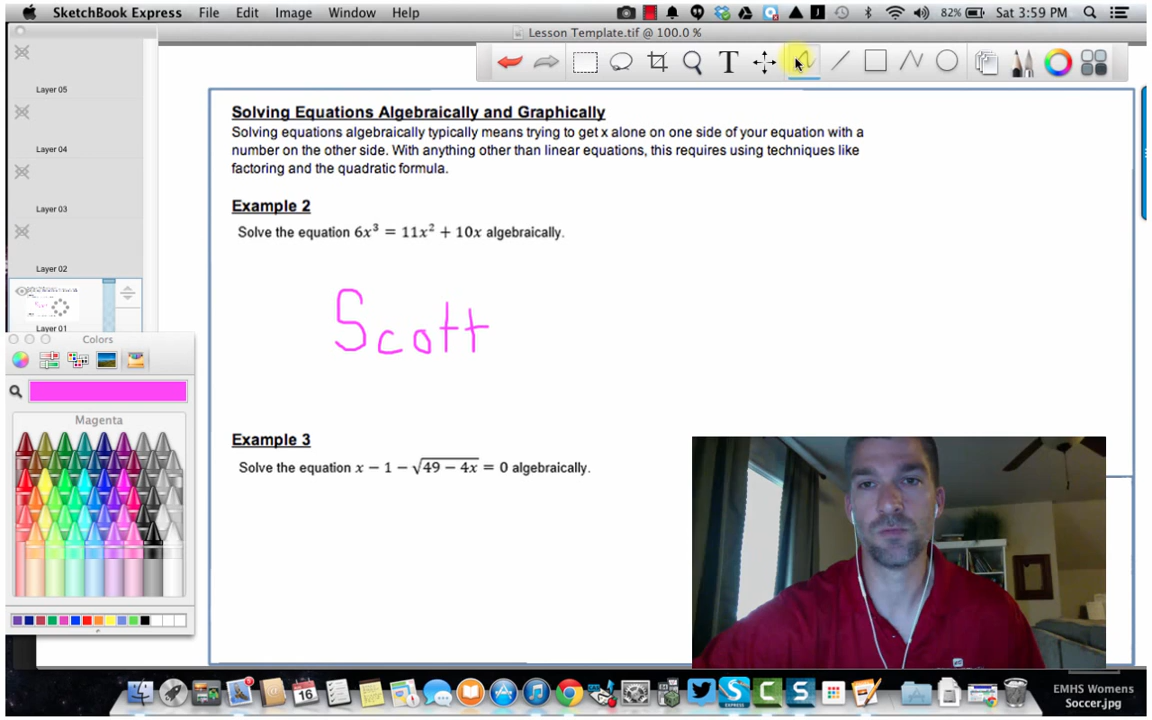 SketchBook Express File Edit Image Window Help 82% Sat 3:59 PM
Lesson Template.tif @ 100.0 %
T
Layer 05
Layer 04
Layer 03
Layer 02
Layer 01
Colors
Magenta
Solving Equations Algebraically and Graphically
Solving equations algebraically typically means trying to get x alone on one side of your equation with a
number on the other side. With anything other than linear equations, this requires using techniques like
factoring and the quadratic formula.
Example 2
Solve the equation 6x³ = 11x² + 10x algebraically.
Scott
Example 3
Solve the equation x − 1 − √49 − 4x = 0 algebraically.
16
EMHS Womens
Soccer.jpg